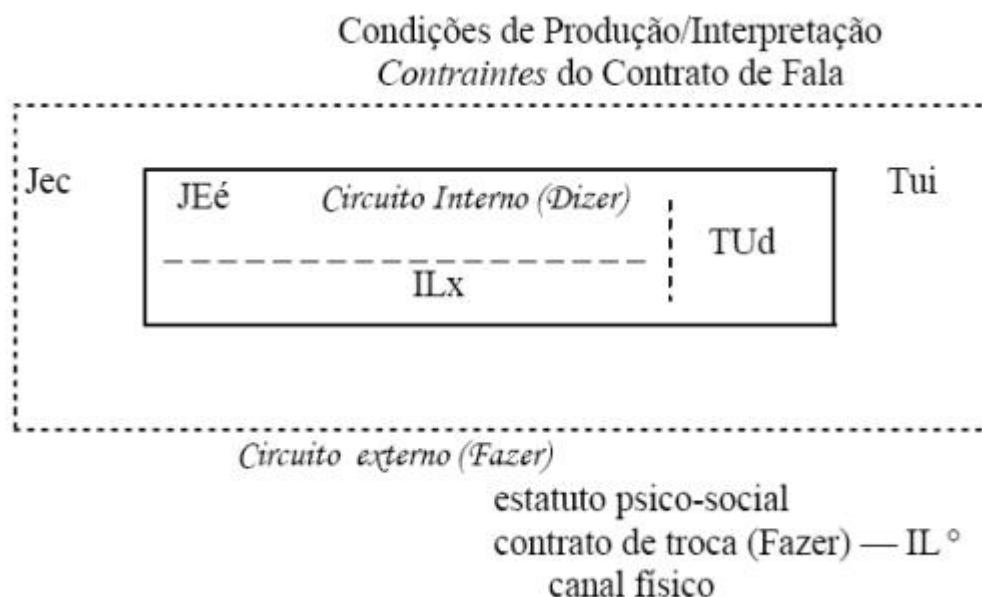 Condições de Produção/Interpretação
Contraintes do Contrato de Fala
Jec
JEé
Circuito Interno (Dizer)
TUd
Tui
ILx
Circuito externo (Fazer)
estatuto psico-social
contrato de troca (Fazer) — IL °
canal físico